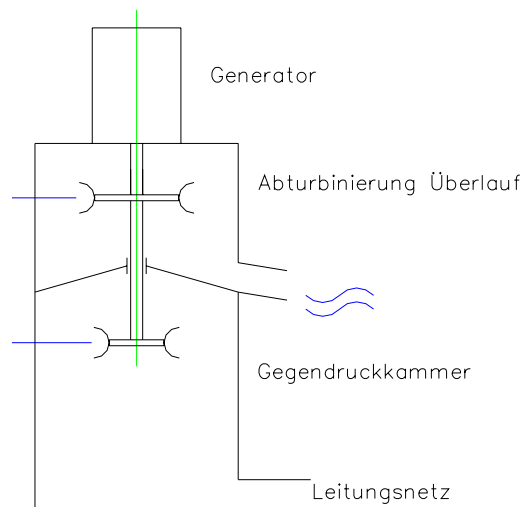 Generator
Abturbinierung Überlauf
Gegendruckkammer
Leitungsnetz